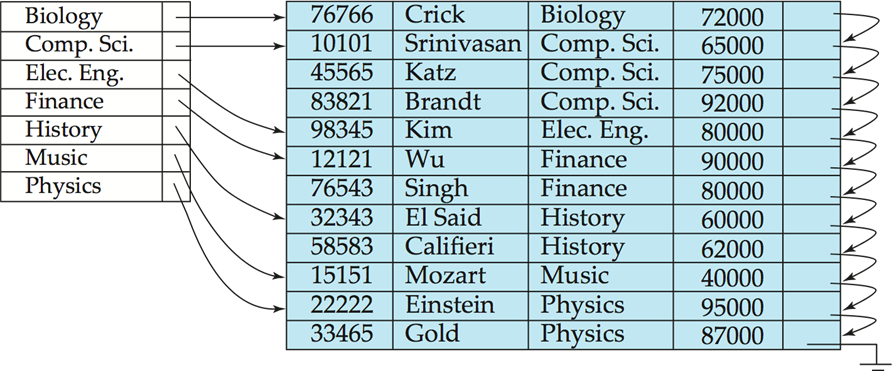 Biology
Comp. Sci.
Elec. Eng.
Finance
History
Music
Physics
76766 Crick Biology 72000
10101 Srinivasan Comp. Sci. 65000
45565 Katz Comp. Sci. 75000
83821 Brandt Comp. Sci. 92000
98345 Kim Elec. Eng. 80000
12121 Wu Finance 90000
76543 Singh Finance 80000
32343 El Said History 60000
58583 Califieri History 62000
15151 Mozart Music 40000
22222 Einstein Physics 95000
33465 Gold Physics 87000